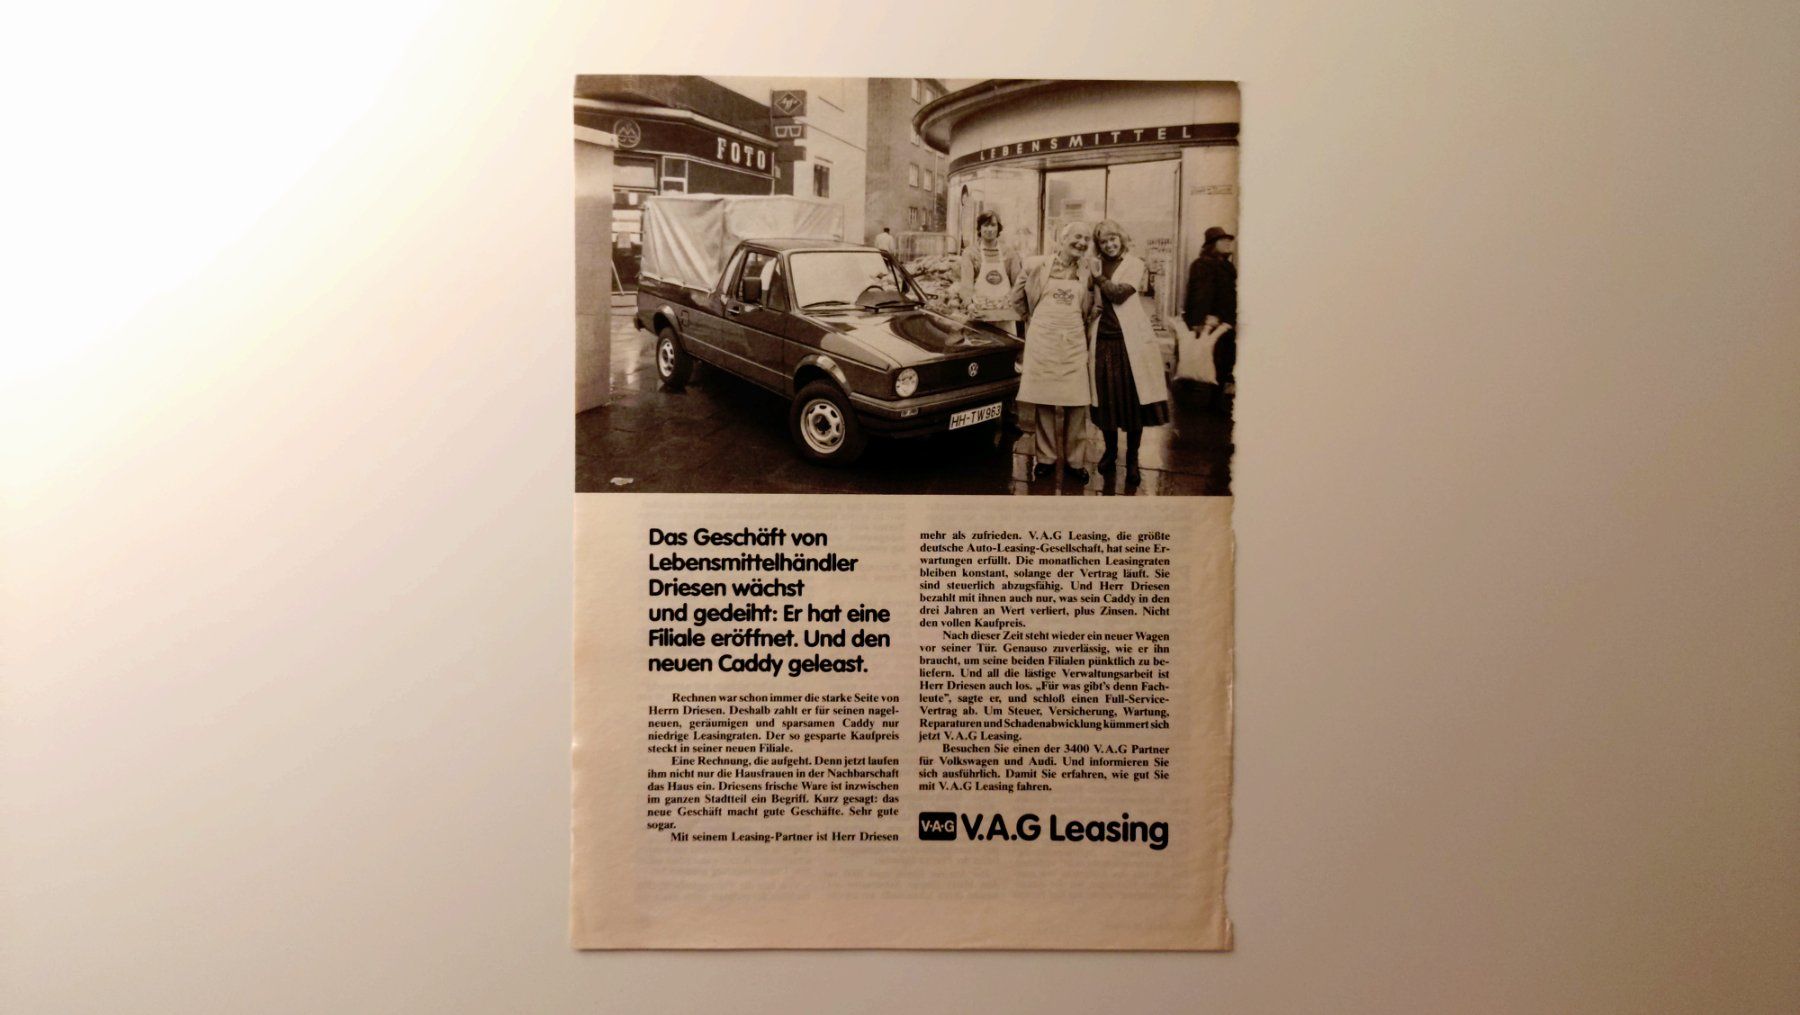 FOTO
LEBENSMITTEL
HH-TW963
Das Geschäft von
Lebensmittelhändler
Driesen wächst
und gedeiht: Er hat eine
Filiale eröffnet. Und den
neuen Caddy geleast.
Rechnen war schon immer die starke Seite von
Herrn Driesen. Deshalb zahlt er für seinen nagel-
neuen, geräumigen und sparsamen Caddy nur
niedrige Leasingraten. Der so gesparte Kaufpreis
steckt in seiner neuen Filiale.
Eine Rechnung, die aufgeht. Denn jetzt laufen
ihm nicht nur die Hausfrauen in der Nachbarschaft
das Haus ein. Driesens frische Ware ist inzwischen
im ganzen Stadtteil ein Begriff. Kurz gesagt: das
neue Geschäft macht gute Geschäfte. Sehr gute
sogar.
Mit seinem Leasing-Partner ist Herr Driesen
mehr als zufrieden. V.A.G Leasing, die größte
deutsche Auto-Leasing-Gesellschaft, hat seine Er-
wartungen erfüllt. Die monatlichen Leasingraten
bleiben konstant, solange der Vertrag läuft. Sie
sind steuerlich abzugsfähig. Und Herr Driesen
bezahlt mit ihnen auch nur, was sein Caddy in den
drei Jahren an Wert verliert, plus Zinsen. Nicht
den vollen Kaufpreis.
Nach dieser Zeit steht wieder ein neuer Wagen
vor seiner Tür. Genauso zuverlässig, wie er ihn
braucht, um seine beiden Filialen pünktlich zu be-
liefern. Und all die lästige Verwaltungsarbeit ist
Herr Driesen auch los. „Für was gibt's denn Fach-
leute", sagte er, und schloß einen Full-Service-
Vertrag ab. Um Steuer, Versicherung, Wartung,
Reparaturen und Schadenabwicklung kümmert sich
jetzt V.A.G Leasing.
Besuchen Sie einen der 3400 V.A.G Partner
für Volkswagen und Audi. Und informieren Sie
sich ausführlich. Damit Sie erfahren, wie gut Sie
mit V.A.G Leasing fahren.
V·A·G V.A.G Leasing